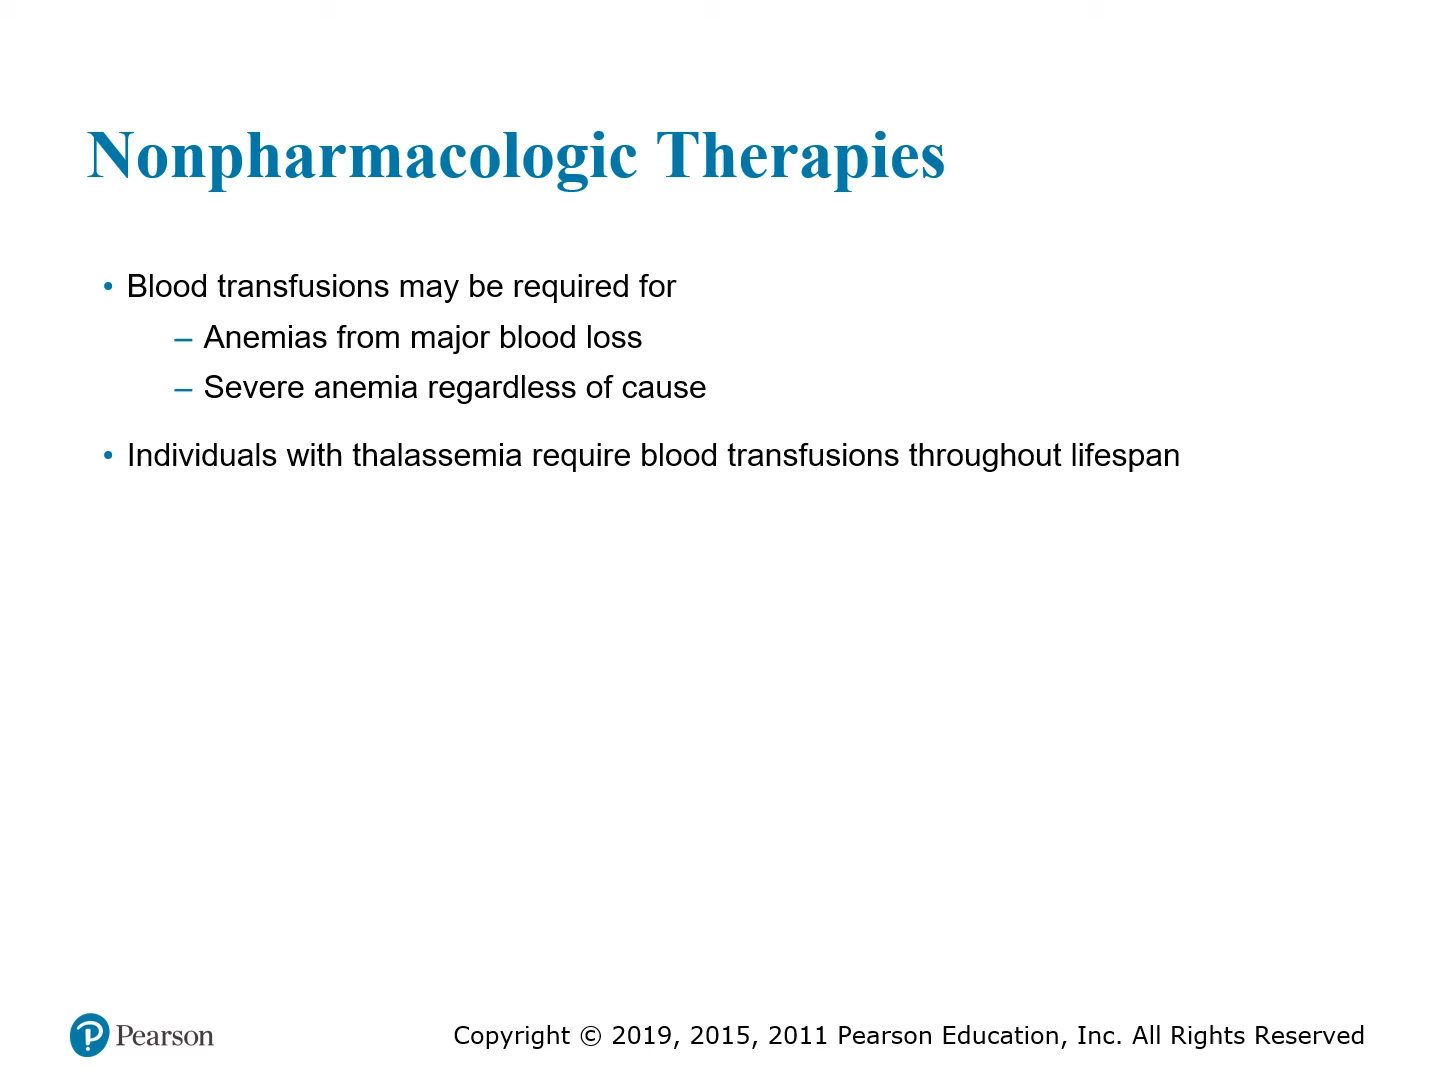 Nonpharmacologic Therapies
• Blood transfusions may be required for
– Anemias from major blood loss
– Severe anemia regardless of cause
• Individuals with thalassemia require blood transfusions throughout lifespan
Pearson
Copyright © 2019, 2015, 2011 Pearson Education, Inc. All Rights Reserved